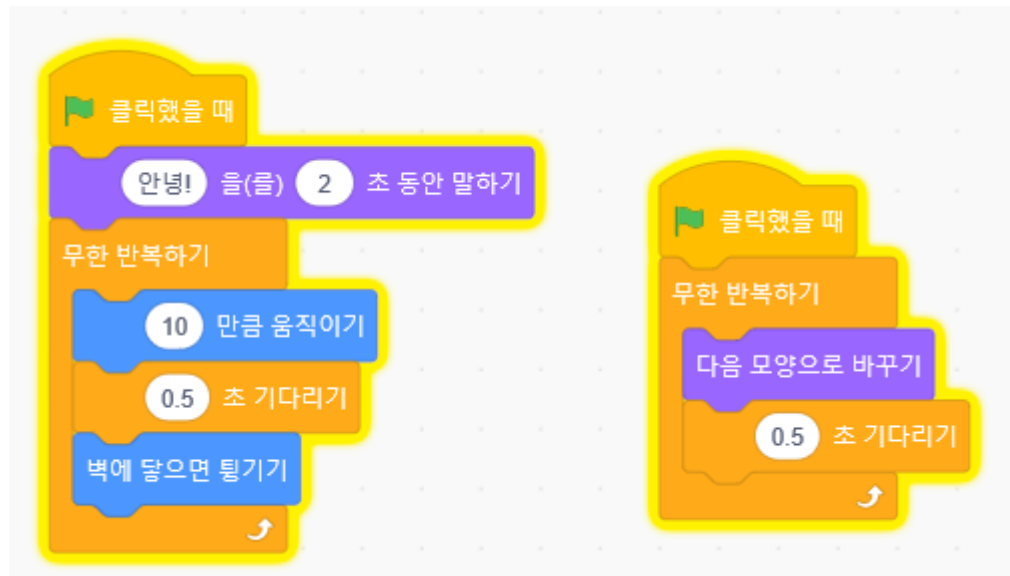 클릭했을 때
안녕! 을(를) 2 초 동안 말하기
무한 반복하기
10 만큼 움직이기
0.5 초 기다리기
벽에 닿으면 튕기기
클릭했을 때
무한 반복하기
다음 모양으로 바꾸기
0.5 초 기다리기